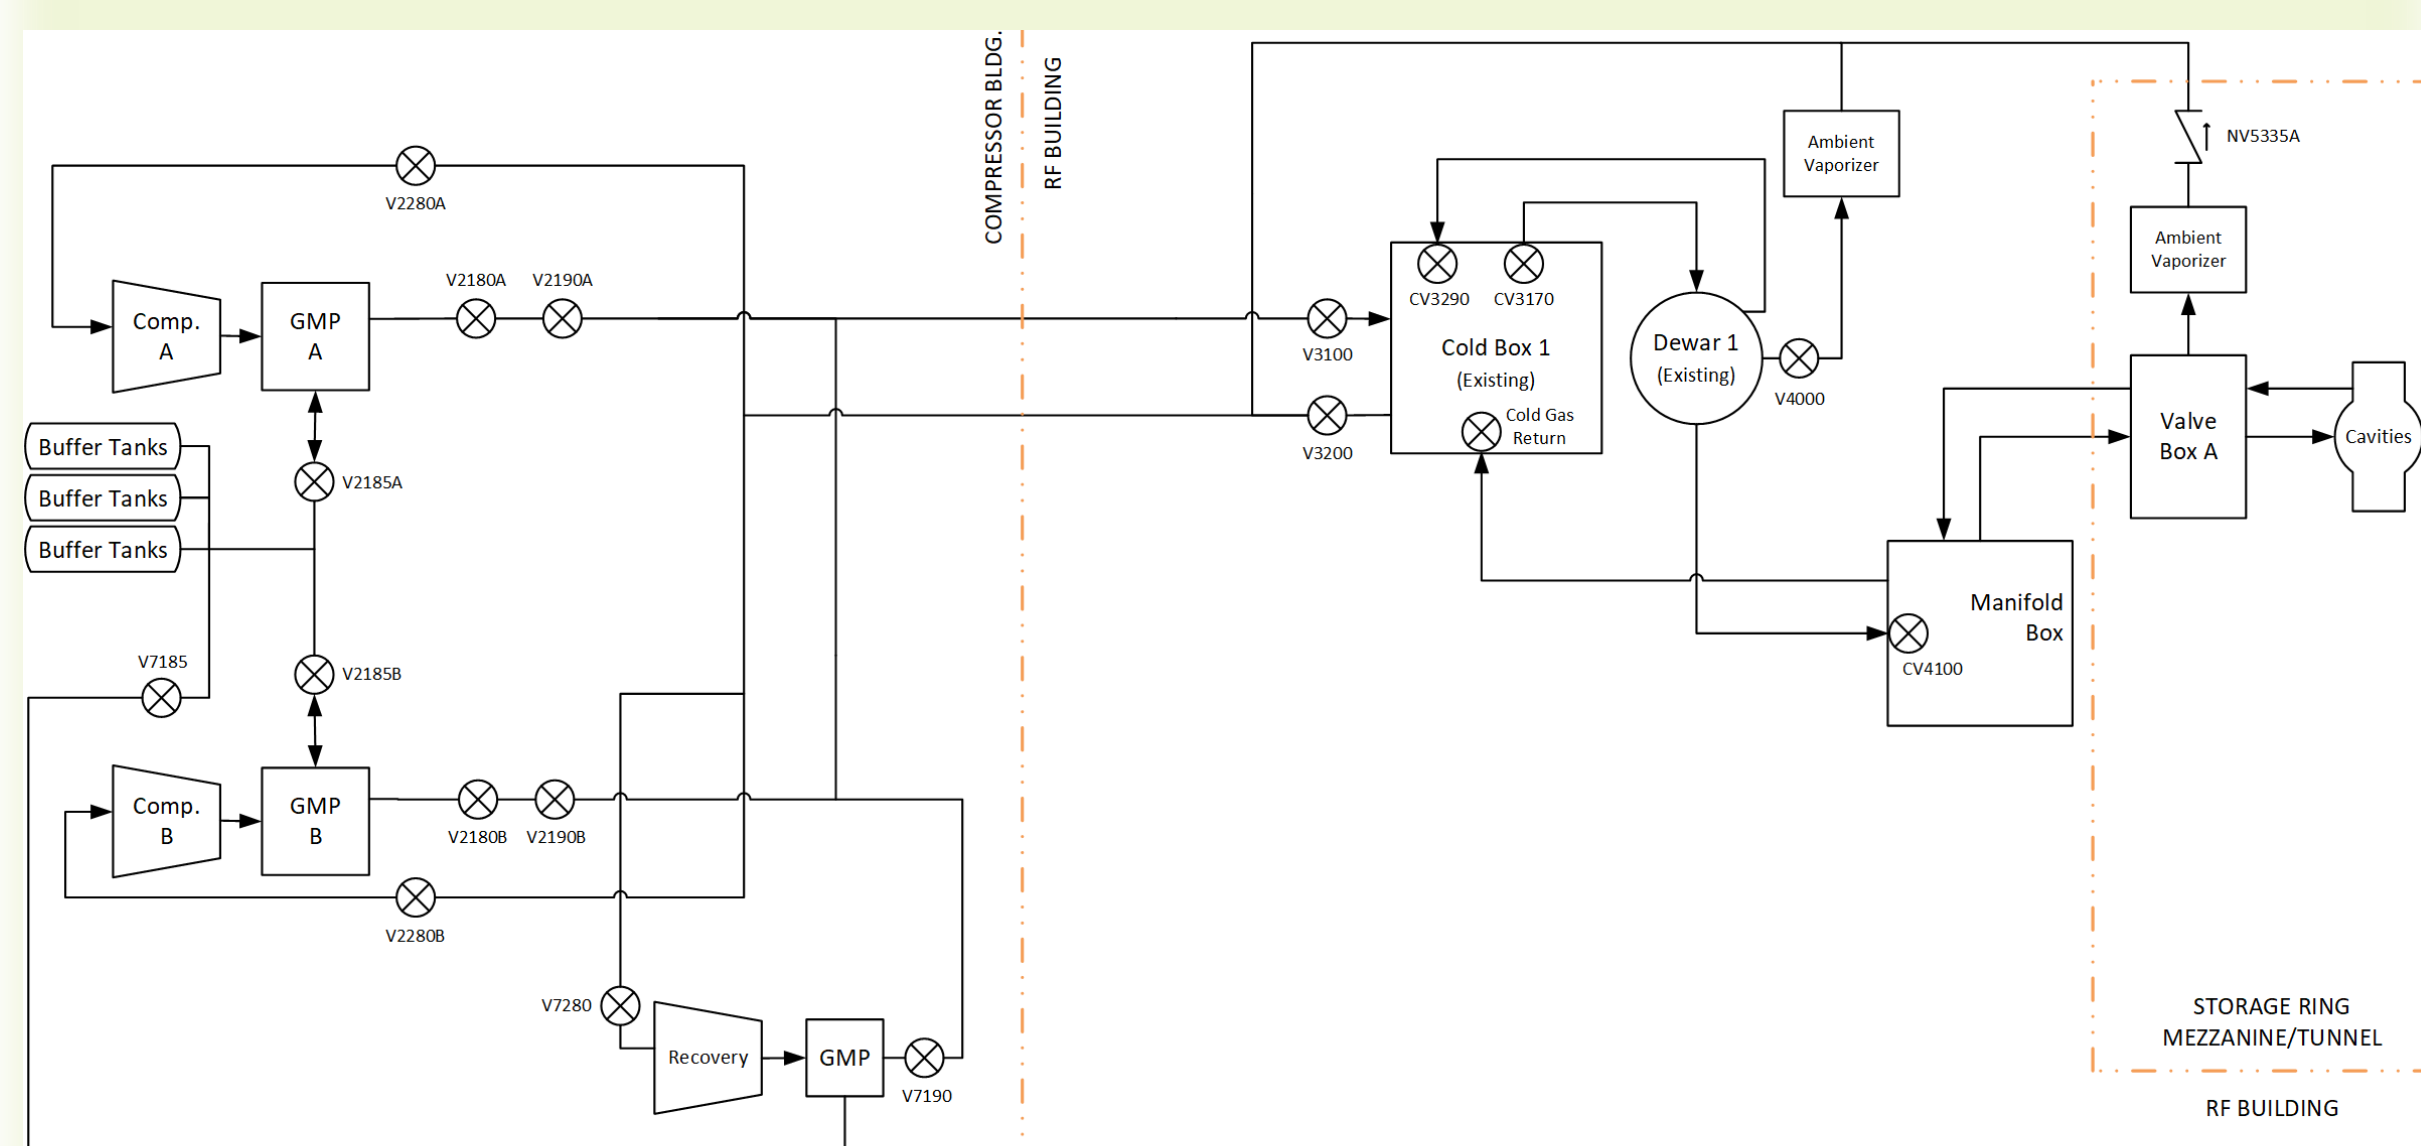 COMPRESSOR BLDG.
RF BUILDING
V2280A
V2180A
V2190A
Comp.
A
GMP
A
Buffer Tanks
Buffer Tanks
Buffer Tanks
V2185A
V7185
V2185B
Comp.
B
GMP
B
V2180B
V2190B
V2280B
V7280
Recovery
GMP
V7190
V3100
V3200
CV3290
CV3170
Cold Box 1
(Existing)
Cold Gas
Return
Dewar 1
(Existing)
V4000
Ambient
Vaporizer
NV5335A
Ambient
Vaporizer
Valve
Box A
Cavities
Manifold
Box
CV4100
STORAGE RING
MEZZANINE/TUNNEL
RF BUILDING